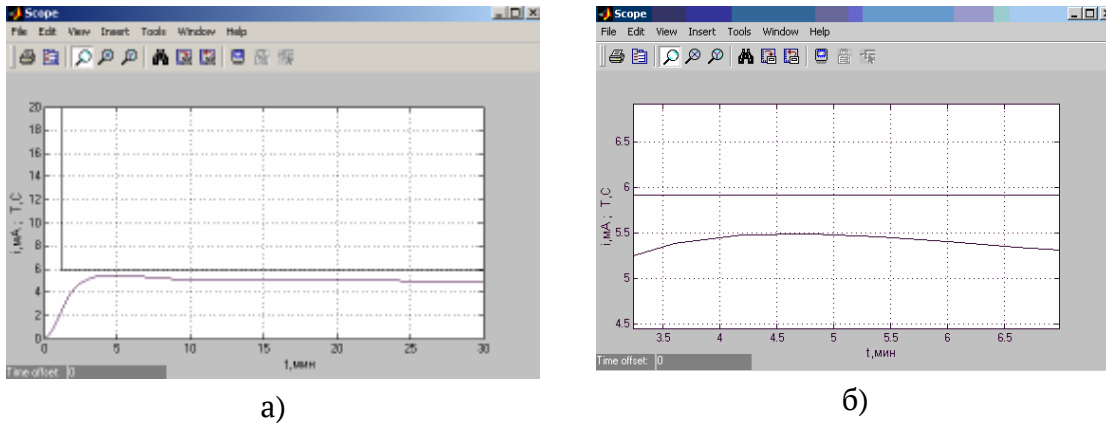 Scope
File Edit View Insert Tools Window Help
20
18
16
14
12
10
8
6
4
2
0
i,мА ; T,C
0 5 10 15 20 25 30
t,мин
Time offset: 0
а)
Scope
File Edit View Insert Tools Window Help
6.5
6
5.5
5
4.5
i,мА ; T,C
3.5 4 4.5 5 5.5 6 6.5
t,мин
Time offset: 0
б)